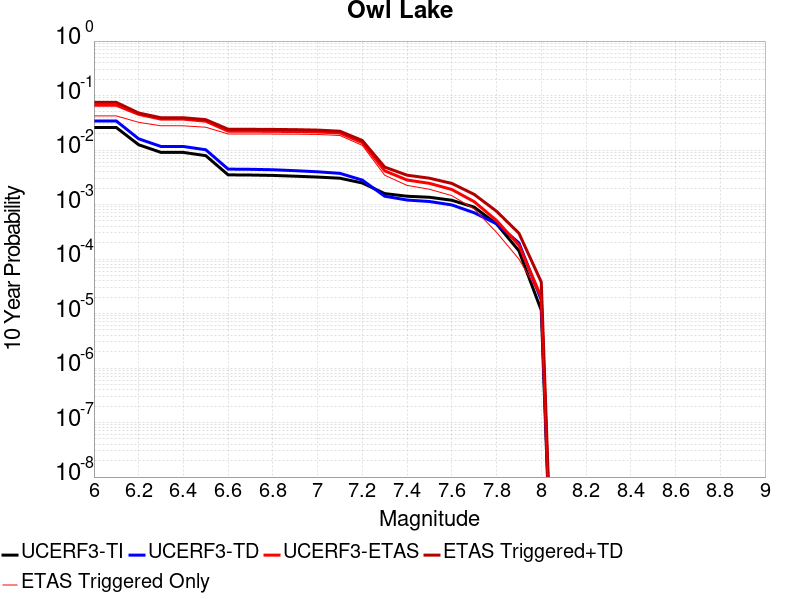 Owl Lake
10^0
10^-1
10^-2
10^-3
10^-4
10^-5
10^-6
10^-7
10^-8
10 Year Probability
6 6.2 6.4 6.6 6.8 7 7.2 7.4 7.6 7.8 8 8.2 8.4 8.6 8.8 9
Magnitude
UCERF3-TI UCERF3-TD UCERF3-ETAS ETAS Triggered+TD
ETAS Triggered Only